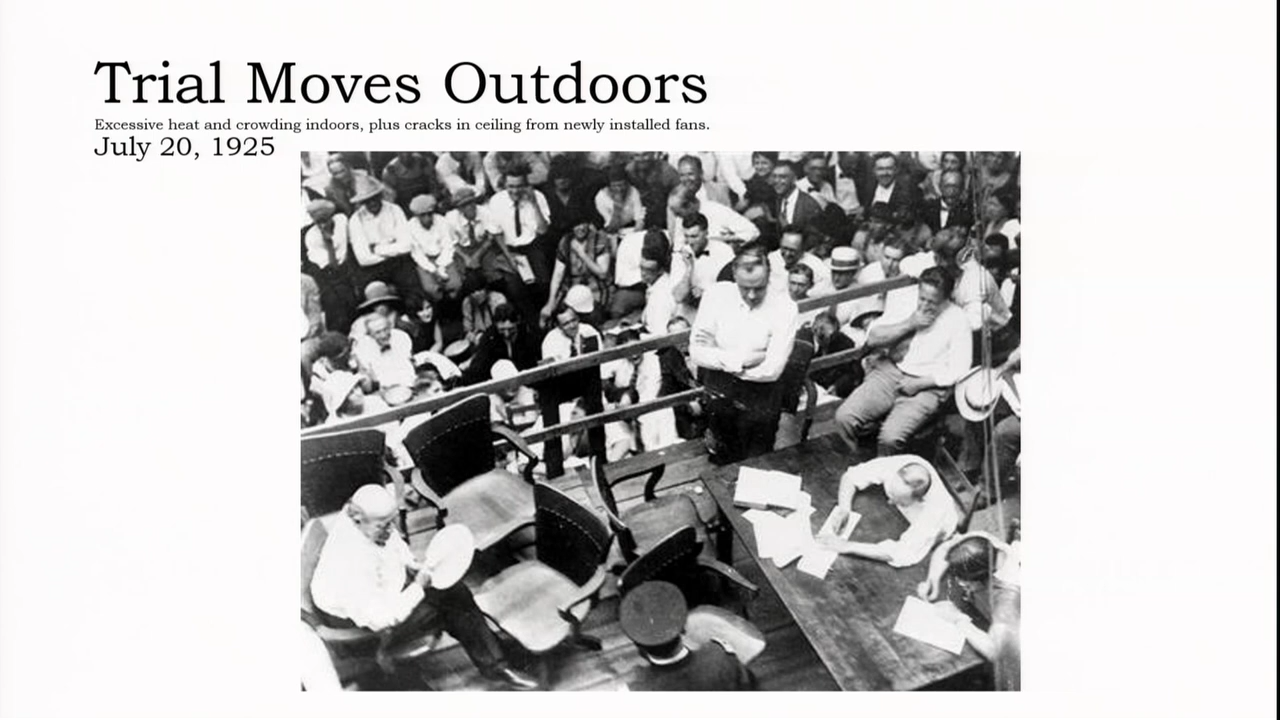 Trial Moves Outdoors
Excessive heat and crowding indoors, plus cracks in ceiling from newly installed fans.
July 20, 1925